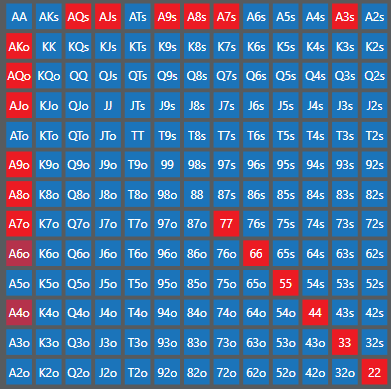 AA AKs AQs AJs ATs A9s A8s A7s A6s A5s A4s A3s A2s
AKo KK KQs KJs KTs K9s K8s K7s K6s K5s K4s K3s K2s
AQo KQo QQ QJs QTs Q9s Q8s Q7s Q6s Q5s Q4s Q3s Q2s
AJo KJo QJo JJ JTs J9s J8s J7s J6s J5s J4s J3s J2s
ATo KTo QTo JTo TT T9s T8s T7s T6s T5s T4s T3s T2s
A9o K9o Q9o J9o T9o 99 98s 97s 96s 95s 94s 93s 92s
A8o K8o Q8o J8o T8o 98o 88 87s 86s 85s 84s 83s 82s
A7o K7o Q7o J7o T7o 97o 87o 77 76s 75s 74s 73s 72s
A6o K6o Q6o J6o T6o 96o 86o 76o 66 65s 64s 63s 62s
A5o K5o Q5o J5o T5o 95o 85o 75o 65o 55 54s 53s 52s
A4o K4o Q4o J4o T4o 94o 84o 74o 64o 54o 44 43s 42s
A3o K3o Q3o J3o T3o 93o 83o 73o 63o 53o 43o 33 32s
A2o K2o Q2o J2o T2o 92o 82o 72o 62o 52o 42o 32o 22